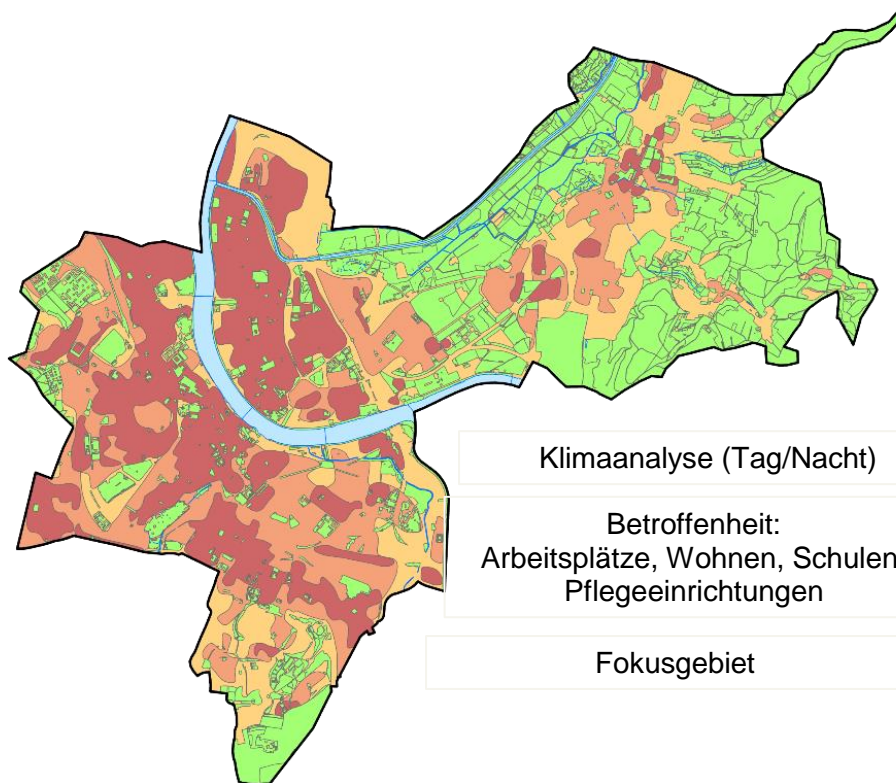 Klimaanalyse (Tag/Nacht)
Betroffenheit:
Arbeitsplätze, Wohnen, Schulen
Pflegeeinrichtungen
Fokusgebiet